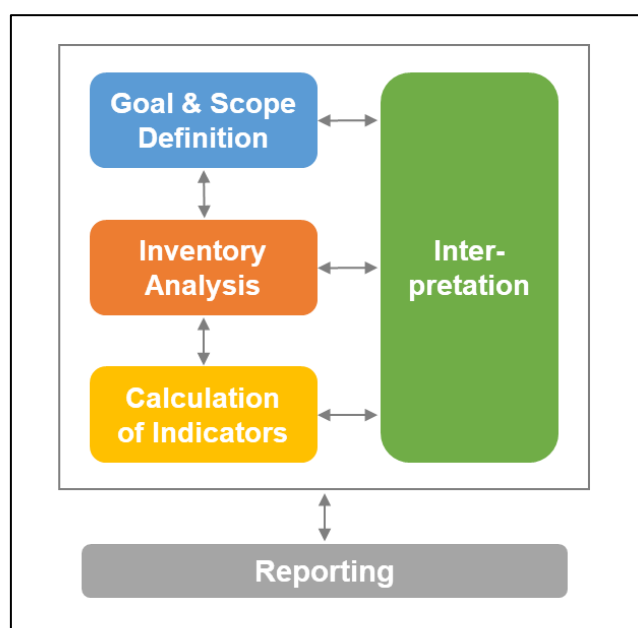 Goal & Scope
Definition
Inventory
Analysis
Calculation
of Indicators
Inter-
pretation
Reporting